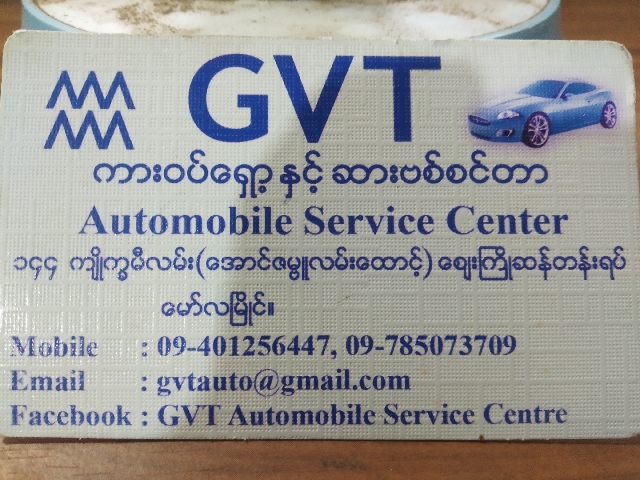 GVT
ကားဝပ်ရှော့နှင့် ဆားဗစ်စင်တာ
Automobile Service Center
၁၄၄ ကျိုက္ခမီလမ်း(အောင်ဇမ္ဗူလမ်းထောင့်) ဈေးကြိုဆန်တန်းရပ်
မော်လမြိုင်။
Mobile : 09-401256447, 09-785073709
Email : gvtauto@gmail.com
Facebook : GVT Automobile Service Centre